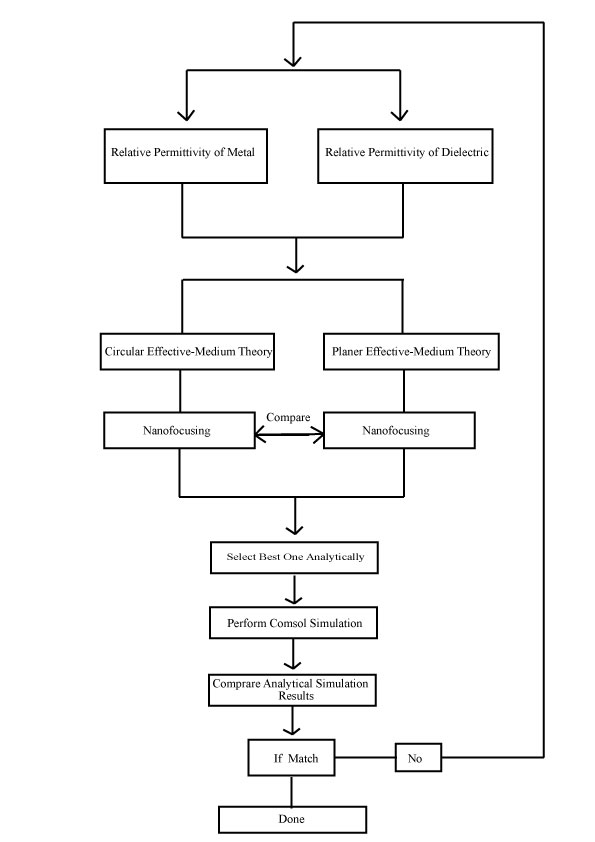 Relative Permittivity of Metal
Relative Permittivity of Dielectric
Circular Effective-Medium Theory
Planer Effective-Medium Theory
Nanofocusing
Compare
Nanofocusing
Select Best One Analytically
Perform Comsol Simulation
Comprare Analytical Simulation
Results
If Match
No
Done